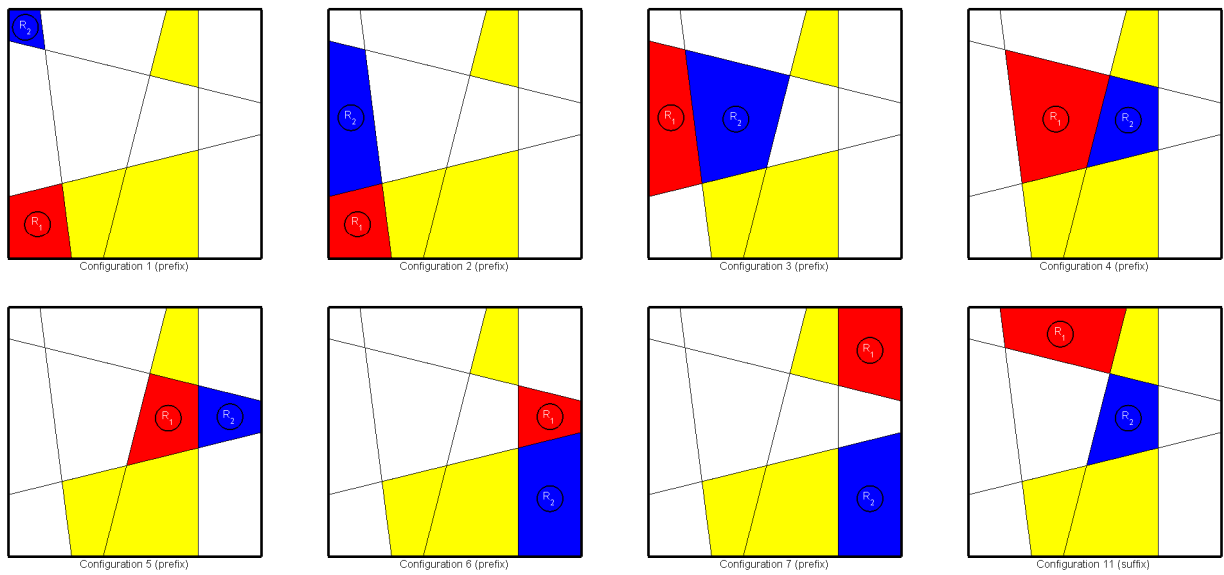 R₂
R₁
Configuration 1 (prefix)
R₂
R₁
Configuration 2 (prefix)
R₁
R₂
Configuration 3 (prefix)
R₁
R₂
Configuration 4 (prefix)
R₁
R₂
Configuration 5 (prefix)
R₁
R₂
Configuration 6 (prefix)
R₁
R₂
Configuration 7 (prefix)
R₁
R₂
Configuration 11 (suffix)